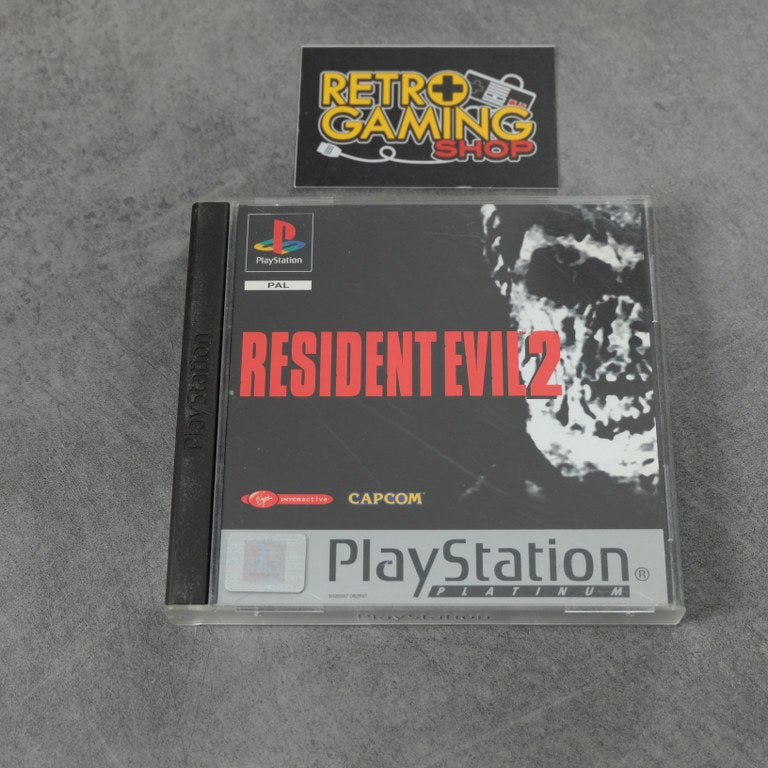 RETRO
GAMING
SHOP
PlayStation
PAL
PlayStation
RESIDENT EVIL 2
Virgin INTERactive CAPCOM
PlayStation®
PLATINUM
PlayStation